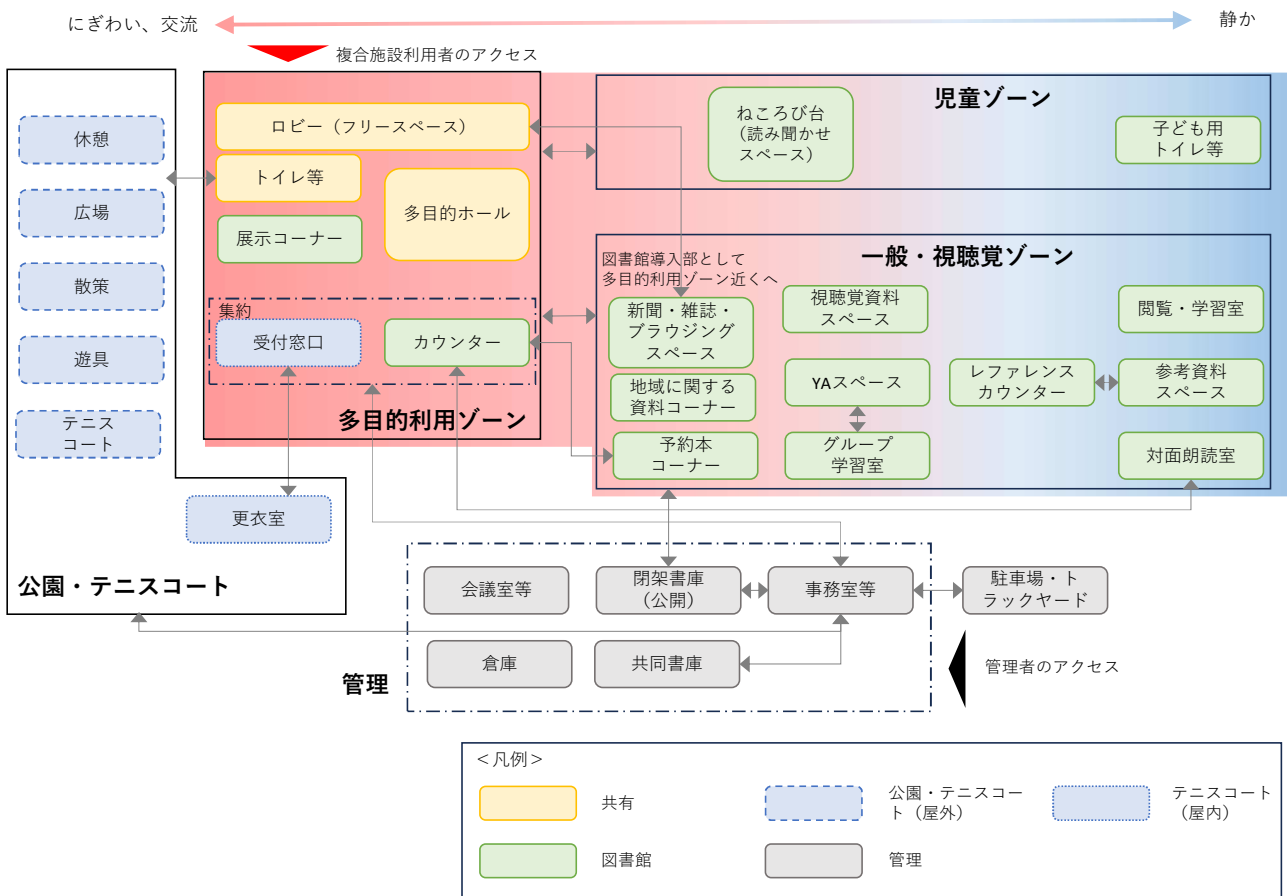 にぎわい、交流
静か
複合施設利用者のアクセス
休憩
広場
散策
遊具
テニス
コート
更衣室
公園・テニスコート
ロビー（フリースペース）
トイレ等
多目的ホール
展示コーナー
集約
受付窓口
カウンター
多目的利用ゾーン
児童ゾーン
ねころび台
（読み聞かせ
スペース）
子ども用
トイレ等
一般・視聴覚ゾーン
図書館導入部として
多目的利用ゾーン近くへ
新聞・雑誌・
ブラウジング
スペース
視聴覚資料
スペース
閲覧・学習室
地域に関する
資料コーナー
YAスペース
レファレンス
カウンター
参考資料
スペース
予約本
コーナー
グループ
学習室
対面朗読室
会議室等
閉架書庫
（公開）
事務室等
駐車場・ト
ラックヤード
倉庫
共同書庫
管理
管理者のアクセス
＜凡例＞
共有
公園・テニスコー
ト（屋外）
テニスコート
（屋内）
図書館
管理